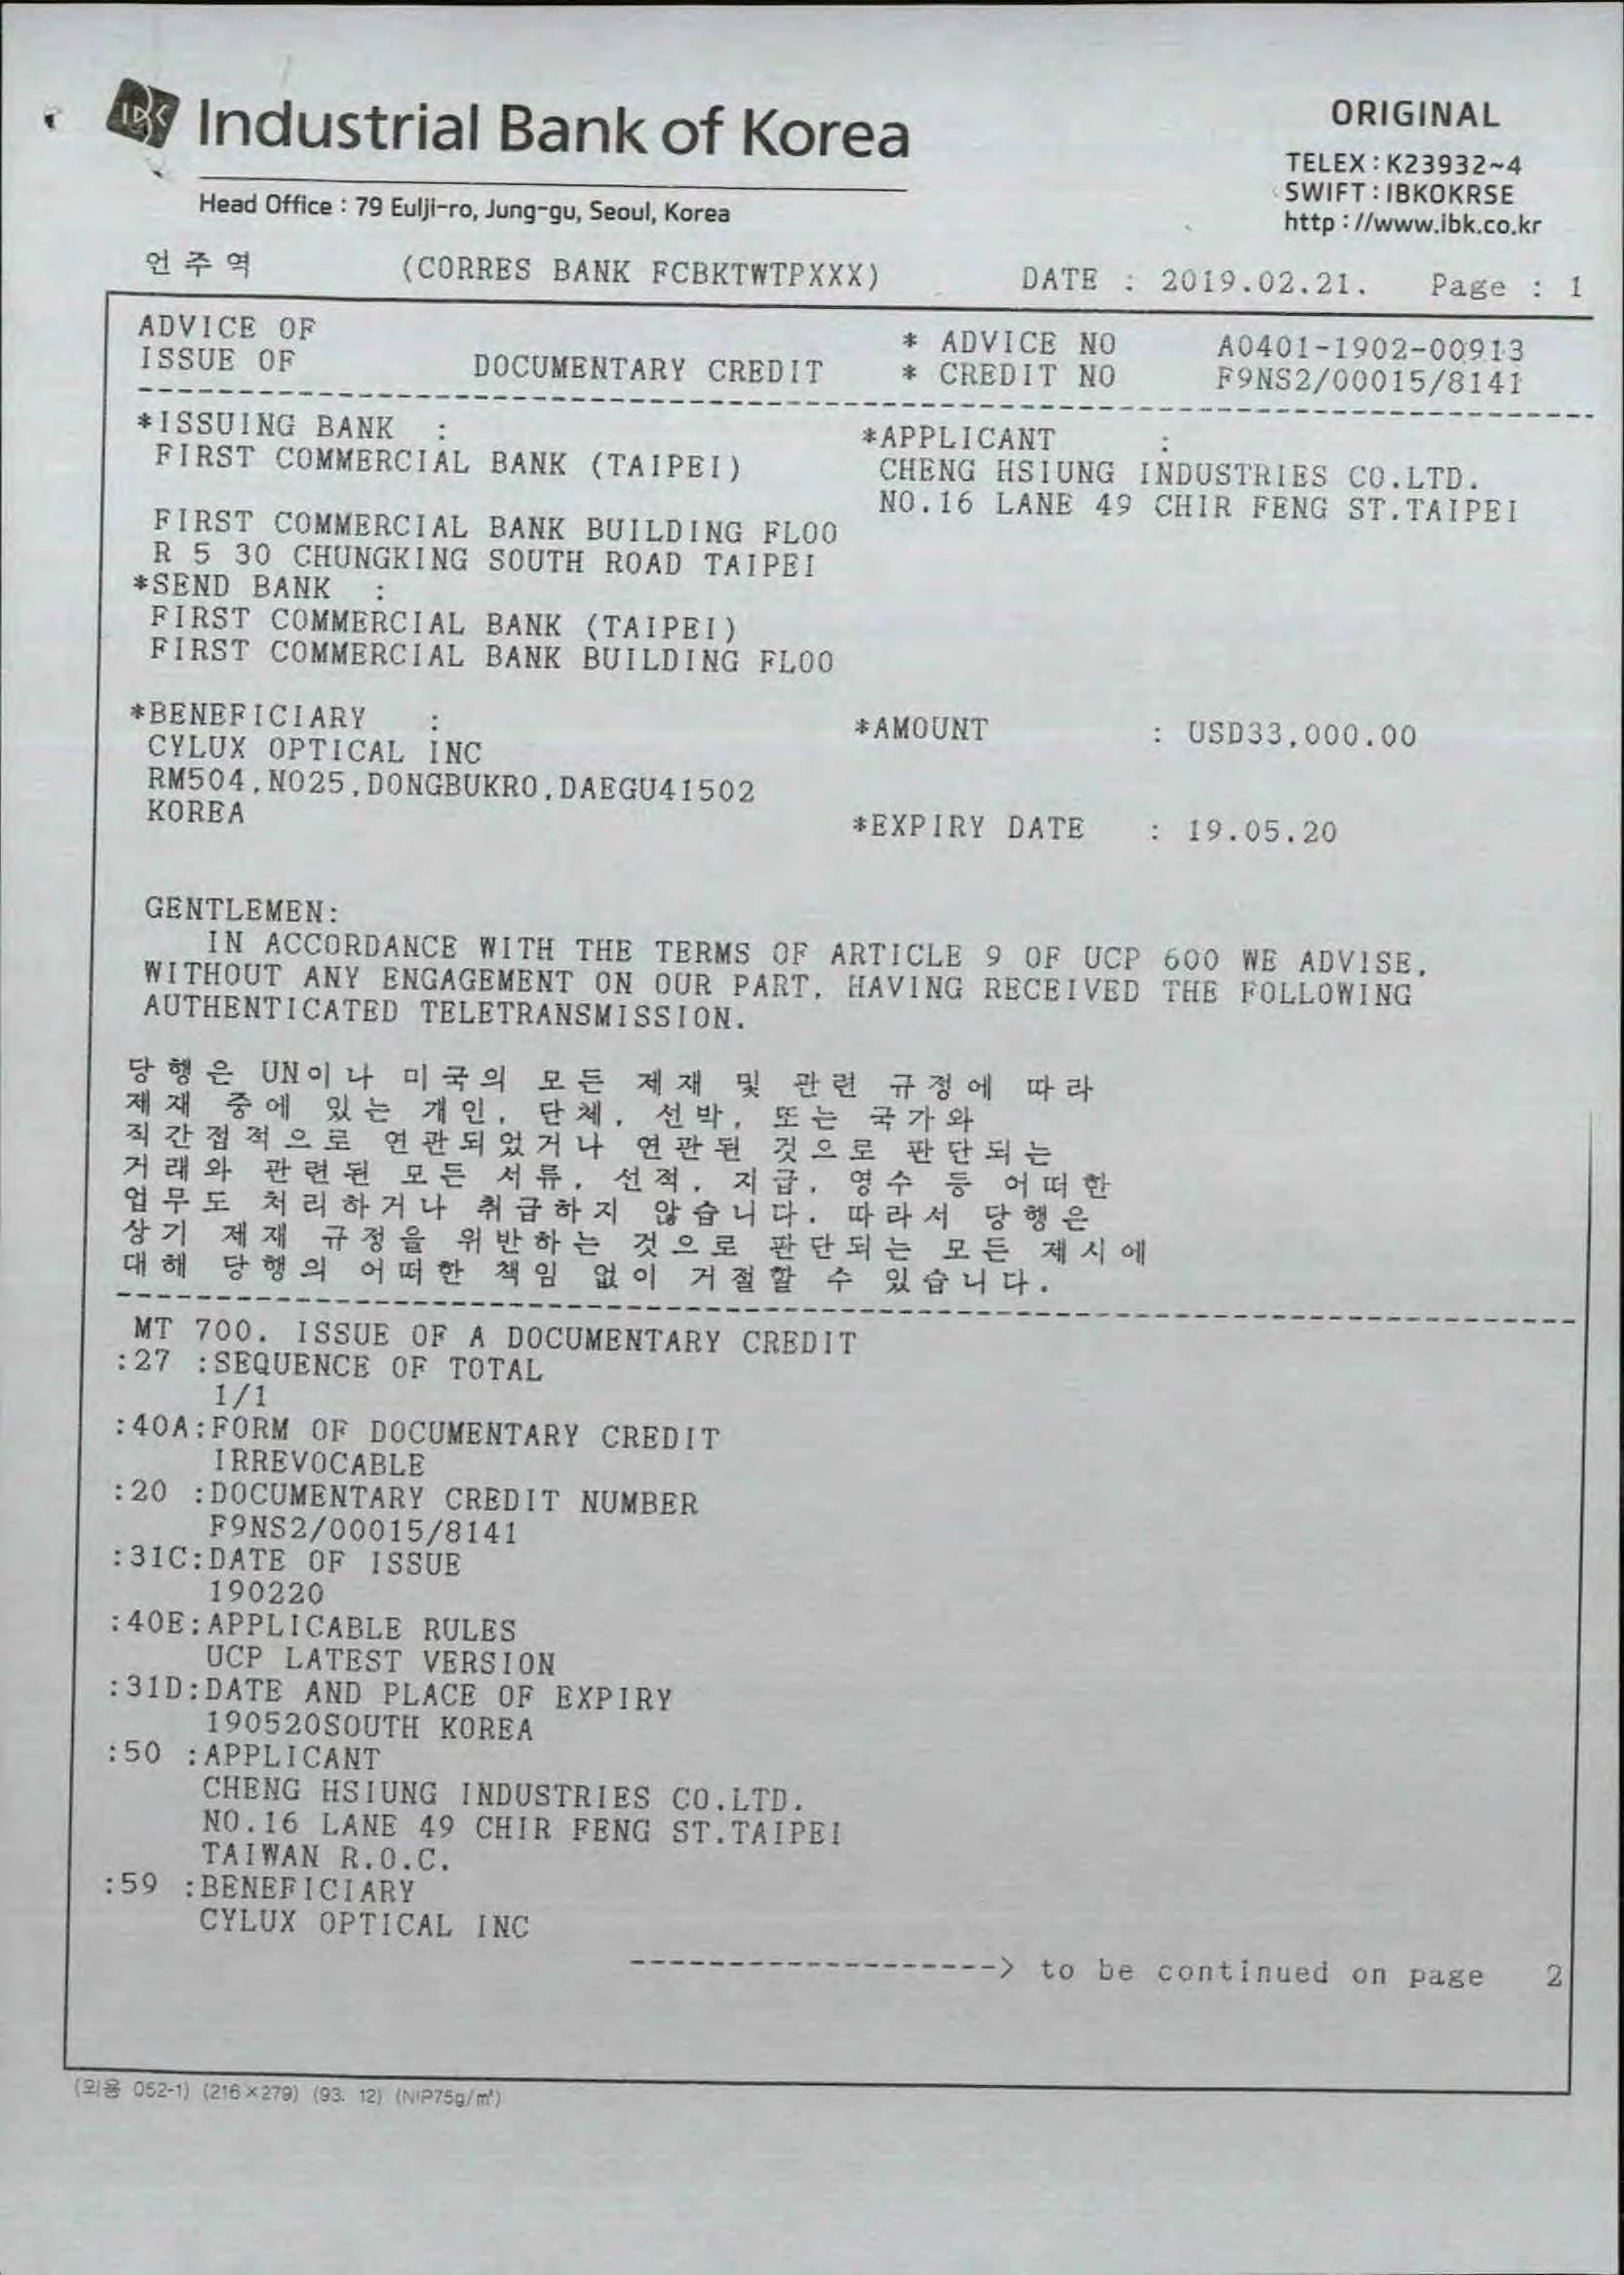 IBK Industrial Bank of Korea
ORIGINAL
TELEX : K23932~4
SWIFT : IBKOKRSE
http : //www.ibk.co.kr
Head Office : 79 Eulji-ro, Jung-gu, Seoul, Korea
언주역 (CORRES BANK FCBKTWTPXXX) DATE : 2019.02.21. Page : 1
ADVICE OF * ADVICE NO A0401-1902-00913
ISSUE OF DOCUMENTARY CREDIT * CREDIT NO F9NS2/00015/8141
*ISSUING BANK : *APPLICANT :
FIRST COMMERCIAL BANK (TAIPEI) CHENG HSIUNG INDUSTRIES CO.LTD.
NO.16 LANE 49 CHIR FENG ST.TAIPEI
FIRST COMMERCIAL BANK BUILDING FLOO
R 5 30 CHUNGKING SOUTH ROAD TAIPEI
*SEND BANK :
FIRST COMMERCIAL BANK (TAIPEI)
FIRST COMMERCIAL BANK BUILDING FLOO
*BENEFICIARY : *AMOUNT : USD33,000.00
CYLUX OPTICAL INC
RM504,NO25,DONGBUKRO,DAEGU41502
KOREA *EXPIRY DATE : 19.05.20
GENTLEMEN:
IN ACCORDANCE WITH THE TERMS OF ARTICLE 9 OF UCP 600 WE ADVISE,
WITHOUT ANY ENGAGEMENT ON OUR PART, HAVING RECEIVED THE FOLLOWING
AUTHENTICATED TELETRANSMISSION.
당행은 UN이나 미국의 모든 제재 및 관련 규정에 따라
제재 중에 있는 개인, 단체, 선박, 또는 국가와
직간접적으로 연관되었거나 연관된 것으로 판단되는
거래와 관련된 모든 서류, 선적, 지급, 영수 등 어떠한
업무도 처리하거나 취급하지 않습니다. 따라서 당행은
상기 제재 규정을 위반하는 것으로 판단되는 모든 제시에
대해 당행의 어떠한 책임 없이 거절할 수 있습니다.
MT 700. ISSUE OF A DOCUMENTARY CREDIT
:27 :SEQUENCE OF TOTAL
1/1
:40A:FORM OF DOCUMENTARY CREDIT
IRREVOCABLE
:20 :DOCUMENTARY CREDIT NUMBER
F9NS2/00015/8141
:31C:DATE OF ISSUE
190220
:40E:APPLICABLE RULES
UCP LATEST VERSION
:31D:DATE AND PLACE OF EXPIRY
190520SOUTH KOREA
:50 :APPLICANT
CHENG HSIUNG INDUSTRIES CO.LTD.
NO.16 LANE 49 CHIR FENG ST.TAIPEI
TAIWAN R.O.C.
:59 :BENEFICIARY
CYLUX OPTICAL INC
-------------------> to be continued on page 2
(외용 052-1) (216×279) (93. 12) (NIP75g/㎡)